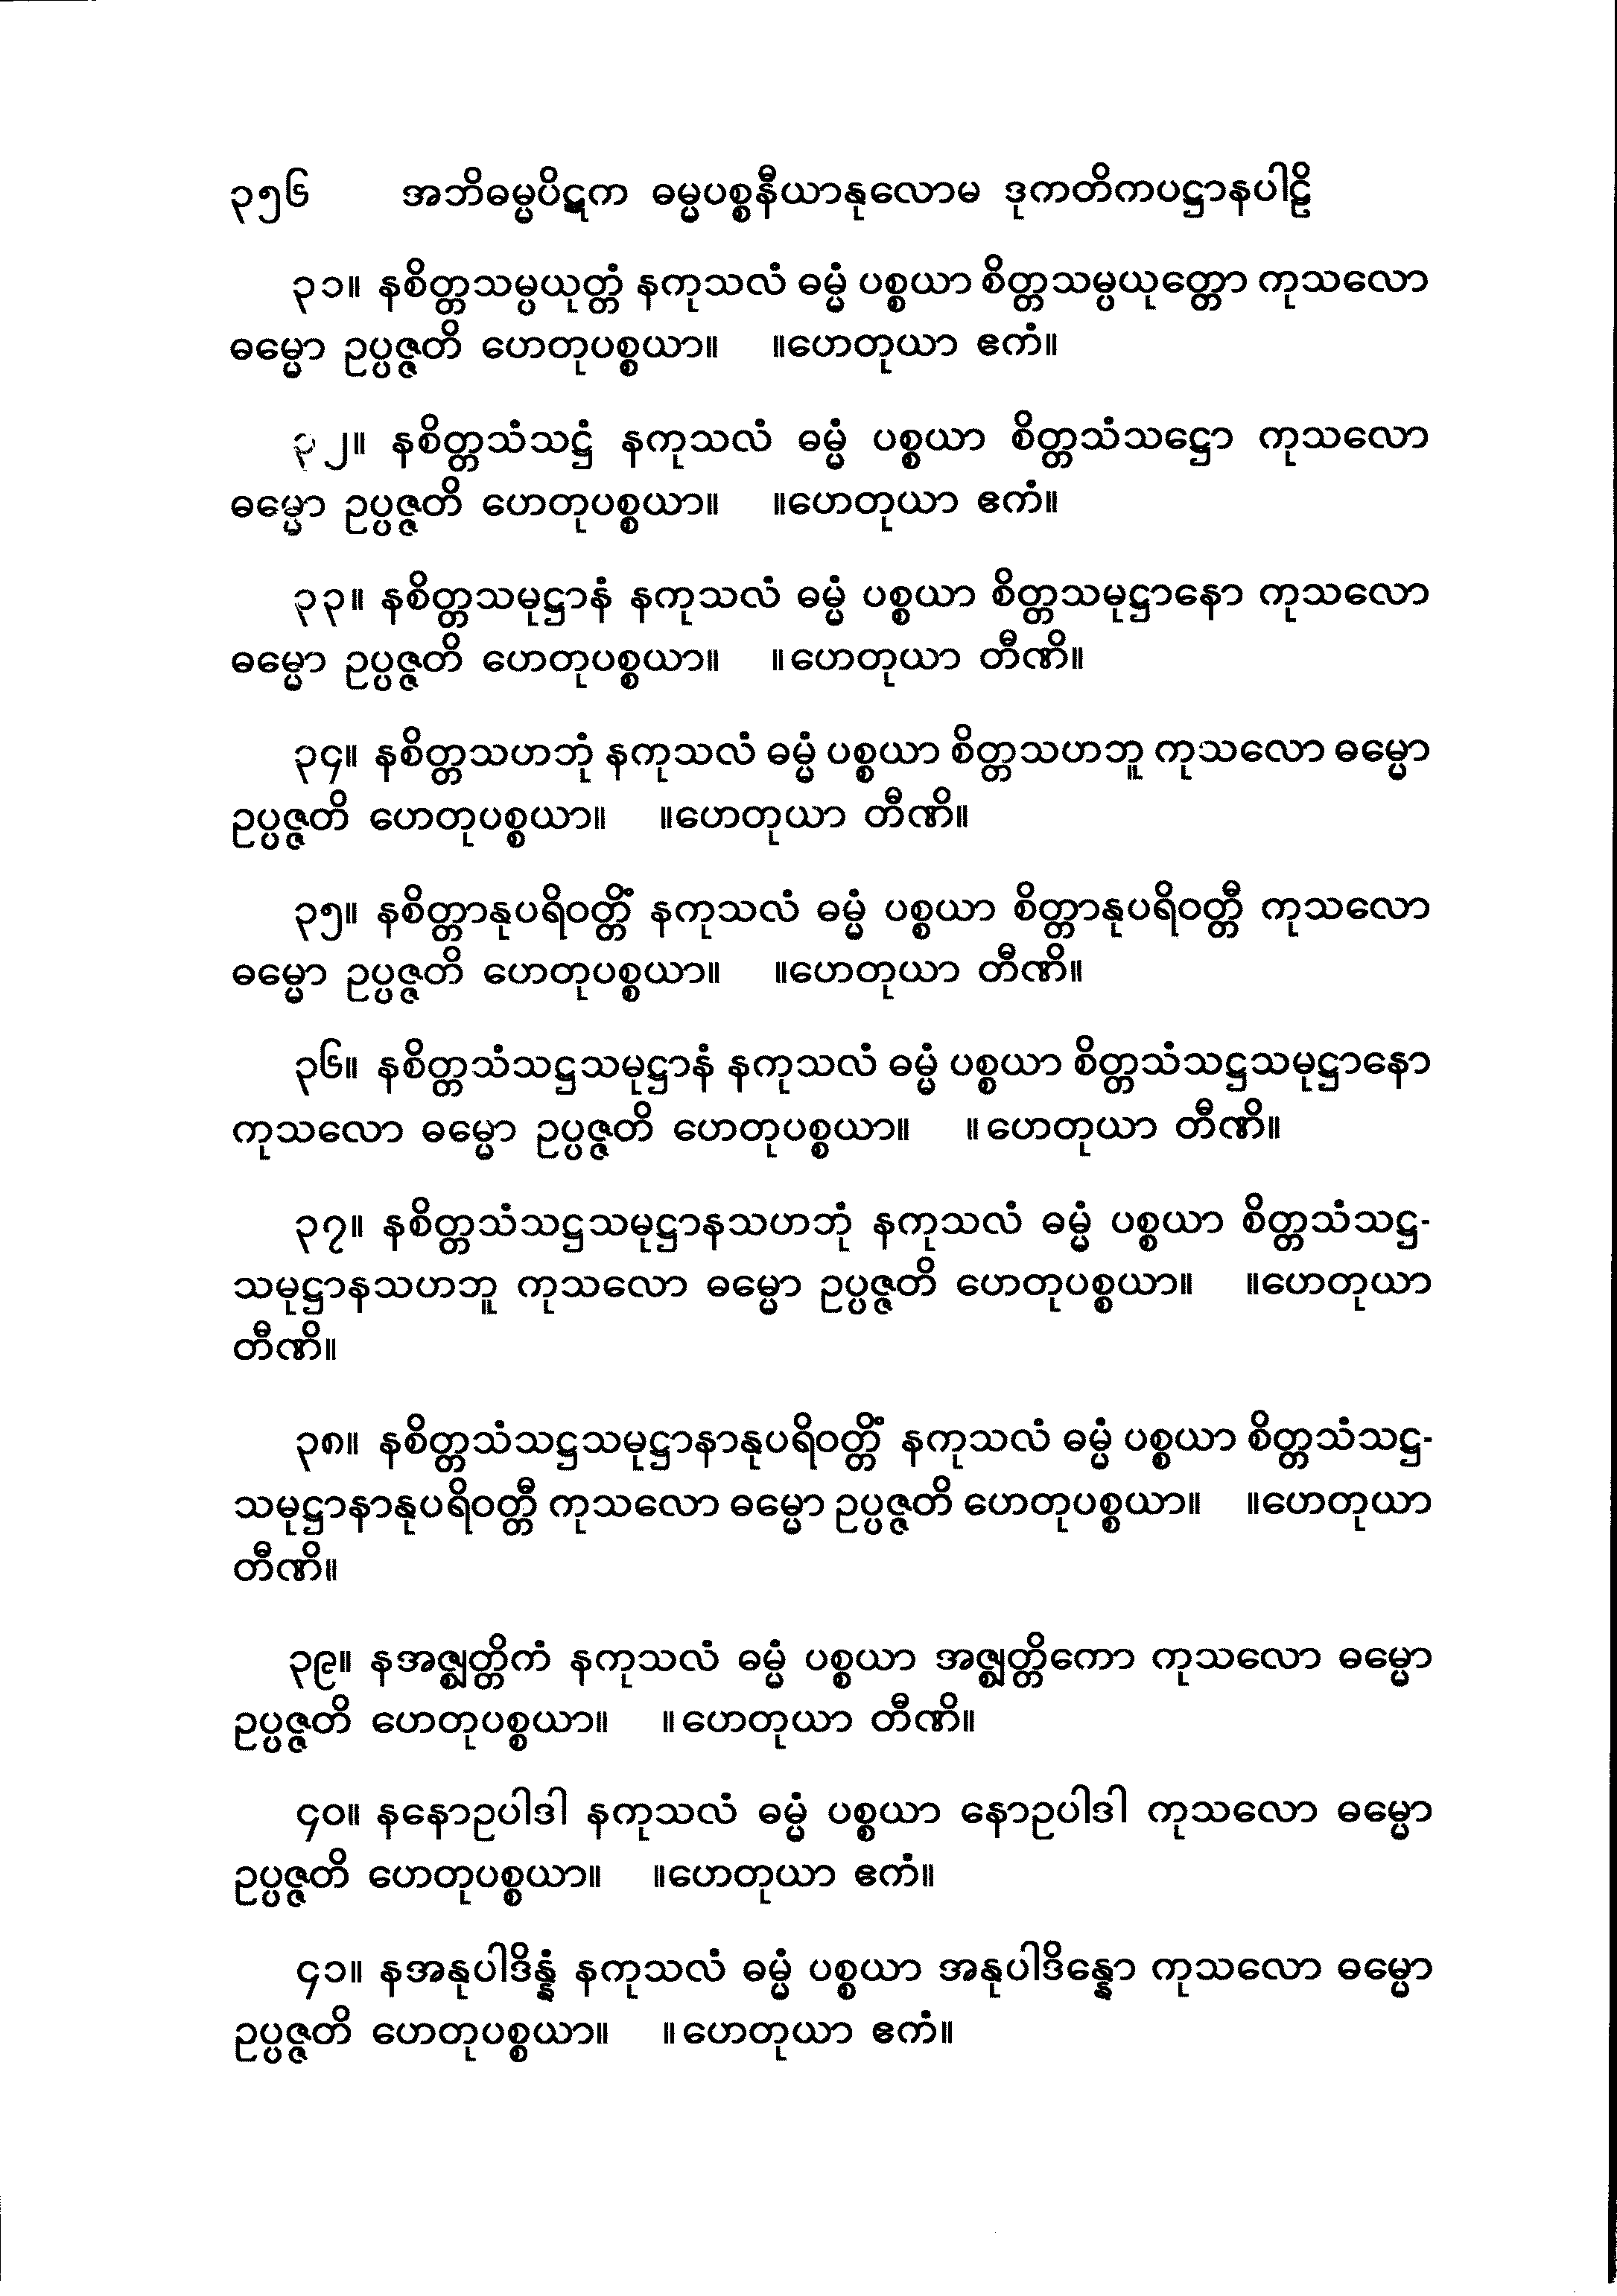 ၃၅၆ အဘိဓမ္မပိဋက ဓမ္မပစ္စနီယာနုလောမ ဒုကတိကပဋ္ဌာနပါဠိ
၃၁။ နစိတ္တသမ္ပယုတ္တံ နကုသလံ ဓမ္မံ ပစ္စယာ စိတ္တသမ္ပယုတ္တော ကုသလော
ဓမ္မော ဥပ္ပဇ္ဇတိ ဟေတုပစ္စယာ။ ။ဟေတုယာ ဧကံ။
၃၂။ နစိတ္တသံသဋ္ဌံ နကုသလံ ဓမ္မံ ပစ္စယာ စိတ္တသံသဋ္ဌော ကုသလော
ဓမ္မော ဥပ္ပဇ္ဇတိ ဟေတုပစ္စယာ။ ။ဟေတုယာ ဧကံ။
၃၃။ နစိတ္တသမုဋ္ဌာနံ နကုသလံ ဓမ္မံ ပစ္စယာ စိတ္တသမုဋ္ဌာနော ကုသလော
ဓမ္မော ဥပ္ပဇ္ဇတိ ဟေတုပစ္စယာ။ ။ဟေတုယာ တီဏိ။
၃၄။ နစိတ္တသဟဘုံ နကုသလံ ဓမ္မံ ပစ္စယာ စိတ္တသဟဘူ ကုသလော ဓမ္မော
ဥပ္ပဇ္ဇတိ ဟေတုပစ္စယာ။ ။ဟေတုယာ တီဏိ။
၃၅။ နစိတ္တာနုပရိဝတ္တိံ နကုသလံ ဓမ္မံ ပစ္စယာ စိတ္တာနုပရိဝတ္တီ ကုသလော
ဓမ္မော ဥပ္ပဇ္ဇတိ ဟေတုပစ္စယာ။ ။ဟေတုယာ တီဏိ။
၃၆။ နစိတ္တသံသဋ္ဌသမုဋ္ဌာနံ နကုသလံ ဓမ္မံ ပစ္စယာ စိတ္တသံသဋ္ဌသမုဋ္ဌာနော
ကုသလော ဓမ္မော ဥပ္ပဇ္ဇတိ ဟေတုပစ္စယာ။ ။ဟေတုယာ တီဏိ။
၃၇။ နစိတ္တသံသဋ္ဌသမုဋ္ဌာနသဟဘုံ နကုသလံ ဓမ္မံ ပစ္စယာ စိတ္တသံသဋ္ဌ-
သမုဋ္ဌာနသဟဘူ ကုသလော ဓမ္မော ဥပ္ပဇ္ဇတိ ဟေတုပစ္စယာ။ ။ဟေတုယာ
တီဏိ။
၃၈။ နစိတ္တသံသဋ္ဌသမုဋ္ဌာနာနုပရိဝတ္တိံ နကုသလံ ဓမ္မံ ပစ္စယာ စိတ္တသံသဋ္ဌ-
သမုဋ္ဌာနာနုပရိဝတ္တီ ကုသလော ဓမ္မော ဥပ္ပဇ္ဇတိ ဟေတုပစ္စယာ။ ။ဟေတုယာ
တီဏိ။
၃၉။ နအဇ္ဈတ္တိကံ နကုသလံ ဓမ္မံ ပစ္စယာ အဇ္ဈတ္တိကော ကုသလော ဓမ္မော
ဥပ္ပဇ္ဇတိ ဟေတုပစ္စယာ။ ။ဟေတုယာ တီဏိ။
၄၀။ နနောဥပါဒါ နကုသလံ ဓမ္မံ ပစ္စယာ နောဥပါဒါ ကုသလော ဓမ္မော
ဥပ္ပဇ္ဇတိ ဟေတုပစ္စယာ။ ။ဟေတုယာ ဧကံ။
၄၁။ နအနုပါဒိန္နံ နကုသလံ ဓမ္မံ ပစ္စယာ အနုပါဒိန္နော ကုသလော ဓမ္မော
ဥပ္ပဇ္ဇတိ ဟေတုပစ္စယာ။ ။ဟေတုယာ ဧကံ။